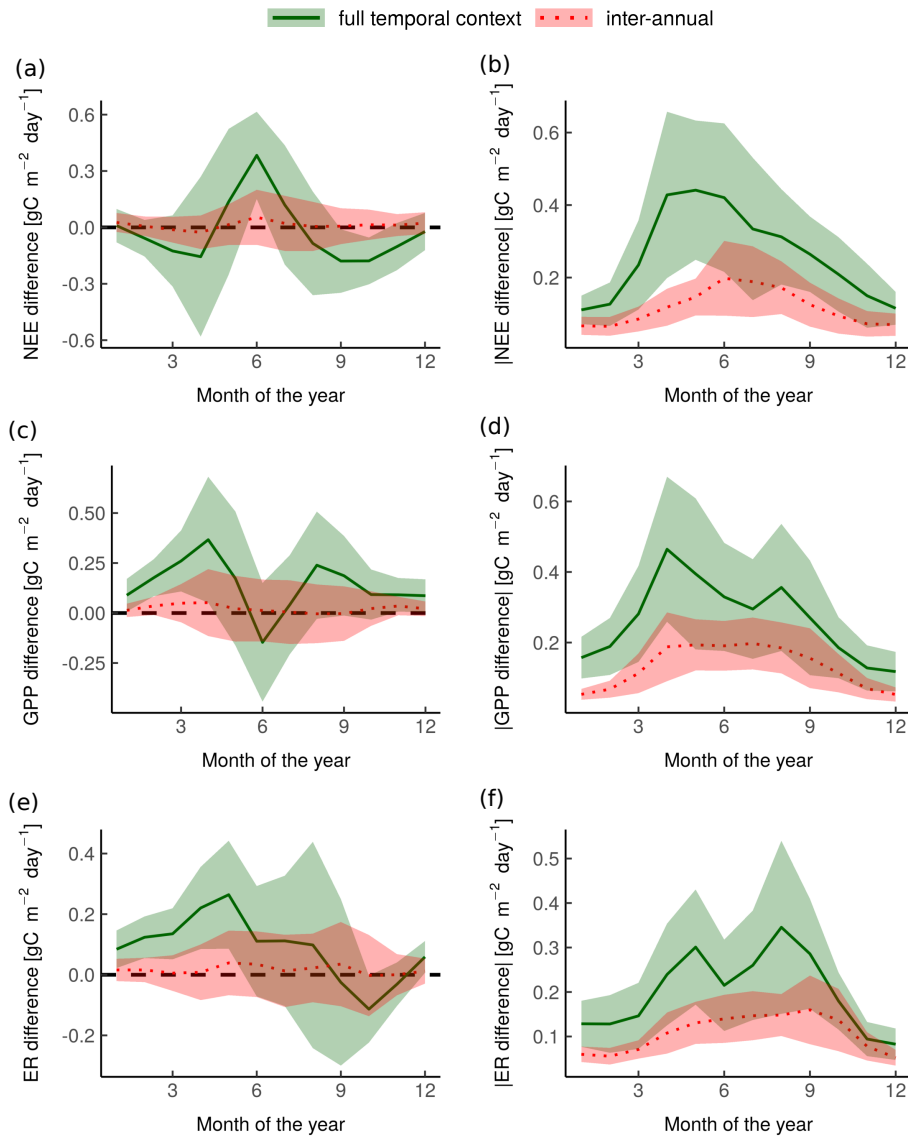 full temporal context inter-annual
(a)
NEE difference [gC m⁻² day⁻¹]
0.6
0.3
0.0
-0.3
-0.6
3 6 9 12
Month of the year
(b)
|NEE difference| [gC m⁻² day⁻¹]
0.6
0.4
0.2
3 6 9 12
Month of the year
(c)
GPP difference [gC m⁻² day⁻¹]
0.50
0.25
0.00
-0.25
3 6 9 12
Month of the year
(d)
|GPP difference| [gC m⁻² day⁻¹]
0.6
0.4
0.2
3 6 9 12
Month of the year
(e)
ER difference [gC m⁻² day⁻¹]
0.4
0.2
0.0
-0.2
3 6 9 12
Month of the year
(f)
|ER difference| [gC m⁻² day⁻¹]
0.5
0.4
0.3
0.2
0.1
3 6 9 12
Month of the year